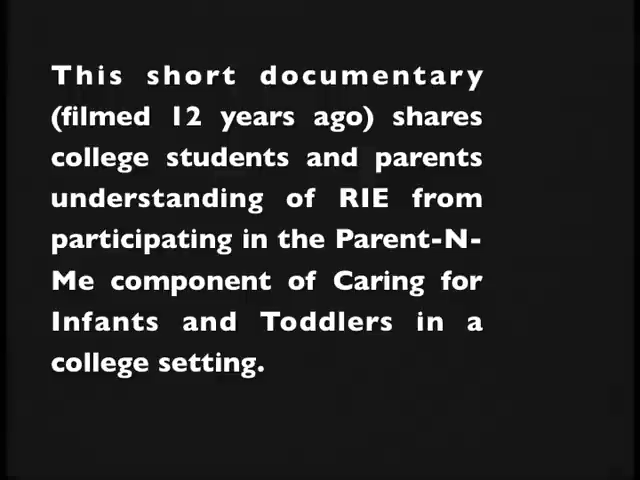 This short documentary
(filmed 12 years ago) shares
college students and parents
understanding of RIE from
participating in the Parent-N-
Me component of Caring for
Infants and Toddlers in a
college setting.